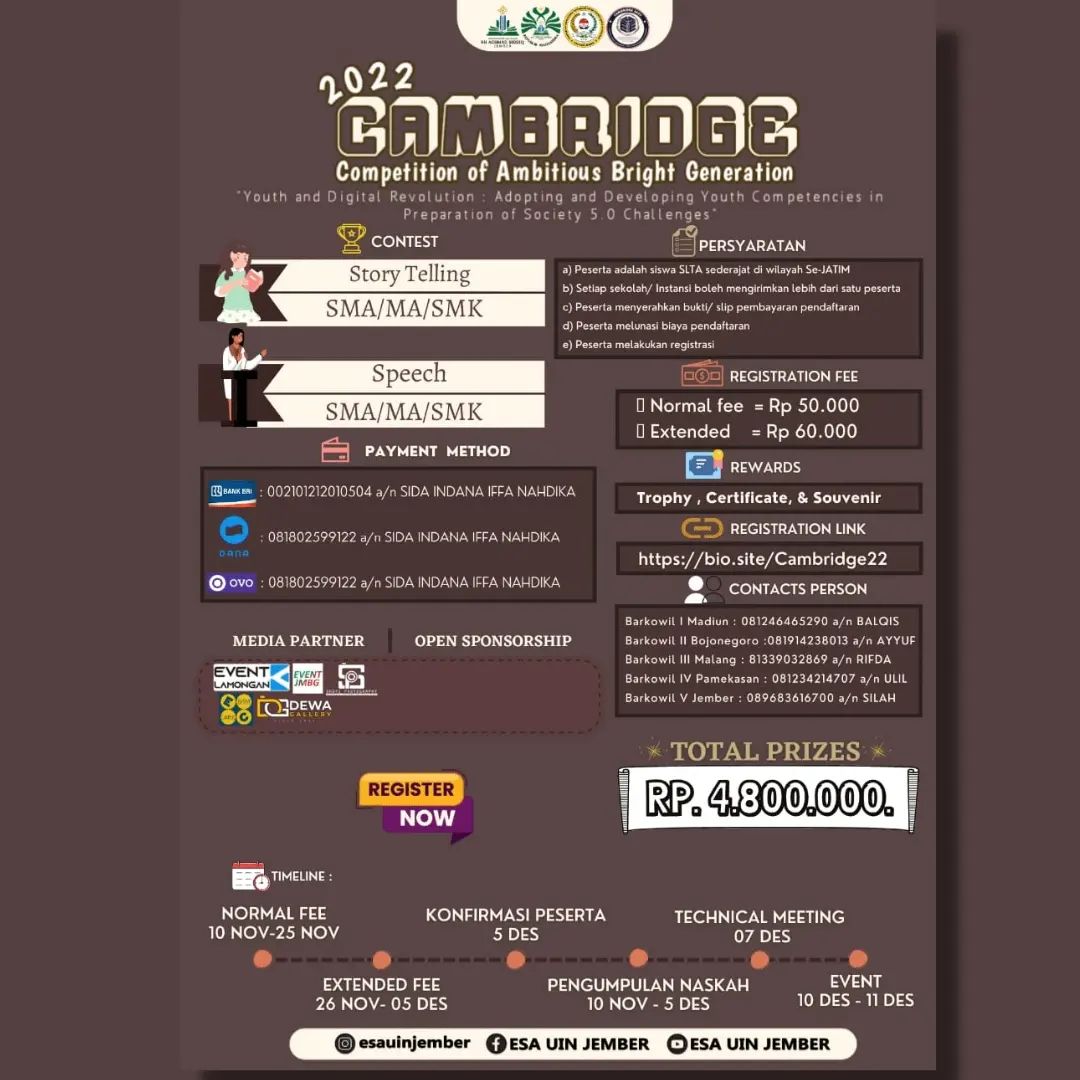 2022
CAMBRIDGE
Competition of Ambitious Bright Generation
"Youth and Digital Revolution : Adopting and Developing Youth Competencies in
Preparation of Society 5.0 Challenges"
CONTEST
Story Telling
SMA/MA/SMK
Speech
SMA/MA/SMK
PERSYARATAN
a) Peserta adalah siswa SLTA sederajat di wilayah Se-JATIM
b) Setiap sekolah/ Instansi boleh mengirimkan lebih dari satu peserta
c) Peserta menyerahkan bukti/ slip pembayaran pendaftaran
d) Peserta melunasi biaya pendaftaran
e) Peserta melakukan registrasi
REGISTRATION FEE
Normal fee = Rp 50.000
Extended = Rp 60.000
PAYMENT METHOD
BANK BRI : 002101212010504 a/n SIDA INDANA IFFA NAHDIKA
DANA : 081802599122 a/n SIDA INDANA IFFA NAHDIKA
OVO : 081802599122 a/n SIDA INDANA IFFA NAHDIKA
REWARDS
Trophy , Certificate, & Souvenir
REGISTRATION LINK
https://bio.site/Cambridge22
CONTACTS PERSON
Barkowil I Madiun : 081246465290 a/n BALQIS
Barkowil II Bojonegoro :081914238013 a/n AYYUF
Barkowil III Malang : 81339032869 a/n RIFDA
Barkowil IV Pamekasan : 081234214707 a/n ULIL
Barkowil V Jember : 089683616700 a/n SILAH
MEDIA PARTNER
OPEN SPONSORSHIP
EVENT
LAMONGAN
EVENT
JMBG
DEWA
GALLERY
TOTAL PRIZES
RP. 4.800.000.
REGISTER
NOW
TIMELINE :
NORMAL FEE
10 NOV-25 NOV
EXTENDED FEE
26 NOV- 05 DES
KONFIRMASI PESERTA
5 DES
PENGUMPULAN NASKAH
10 NOV - 5 DES
TECHNICAL MEETING
07 DES
EVENT
10 DES - 11 DES
esauinjember
ESA UIN JEMBER
ESA UIN JEMBER